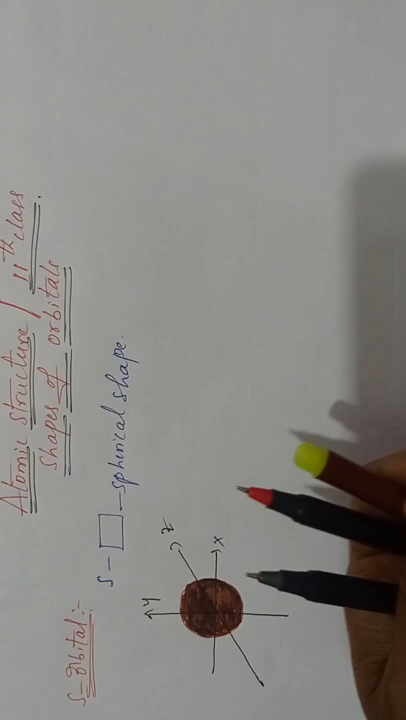 Atomic structure / 11th class
shapes of orbitals
S-Orbital:-
S - □ - spherical shape.
y
z
x